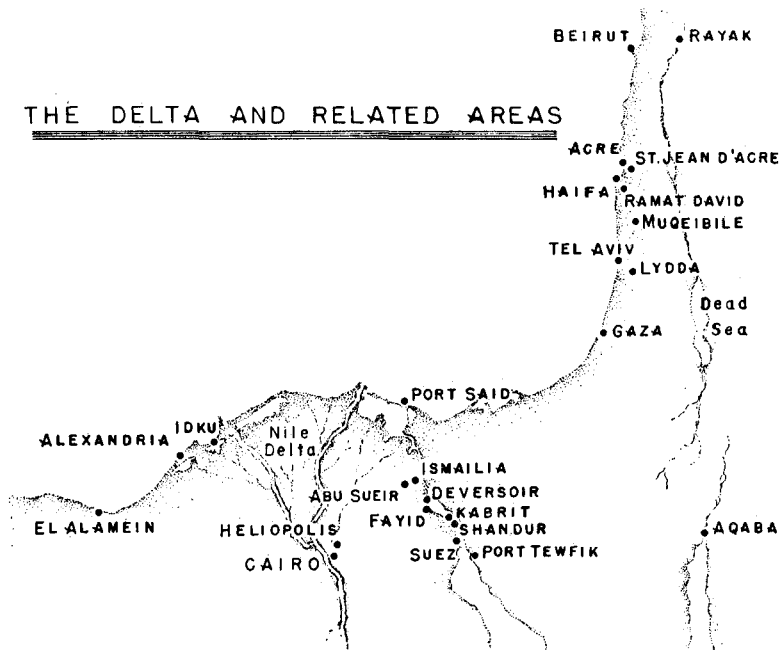 BEIRUT
RAYAK
THE DELTA AND RELATED AREAS
ACRE
ST. JEAN D'ACRE
HAIFA
RAMAT DAVID
MUQEIBILE
TEL AVIV
LYDDA
Dead
Sea
GAZA
PORT SAID
IDKU
ALEXANDRIA
Nile
Delta
ISMAILIA
ABU SUEIR
DEVERSOIR
KABRIT
FAYID
SHANDUR
EL ALAMEIN
HELIOPOLIS
SUEZ
PORT TEWFIK
CAIRO
AQABA